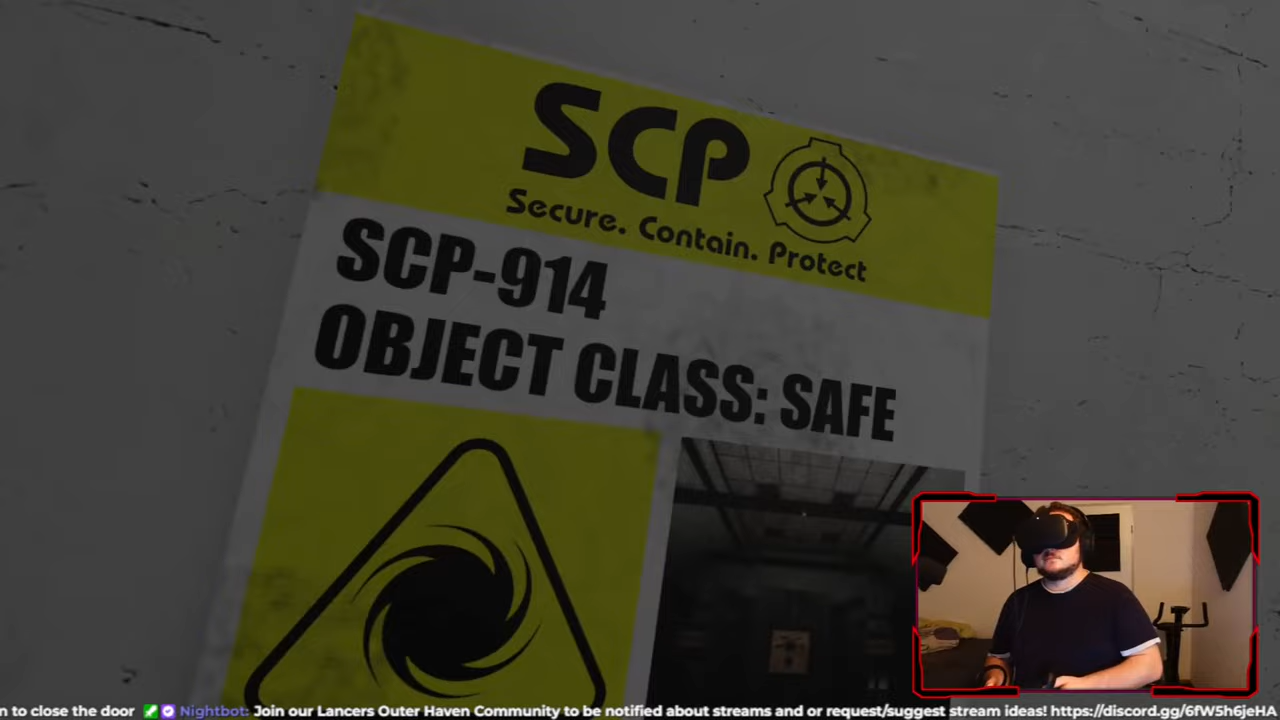 SCP
Secure. Contain. Protect
SCP-914
OBJECT CLASS: SAFE
n to close the door Nightbot: Join our Lancers Outer Haven Community to be notified about streams and or request/suggest stream ideas! https://discord.gg/6fW5h6jeHA